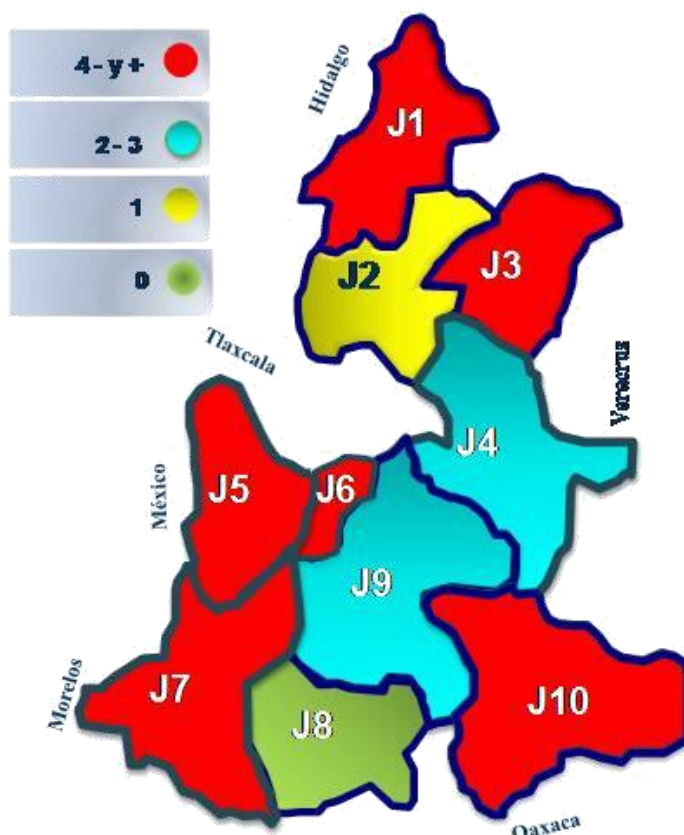 4-y+
2-3
1
0
Hidalgo
J1
J2
J3
Tlaxcala
Veracruz
J4
México
J5
J6
J9
Morelos
J7
J8
J10
Oaxaca